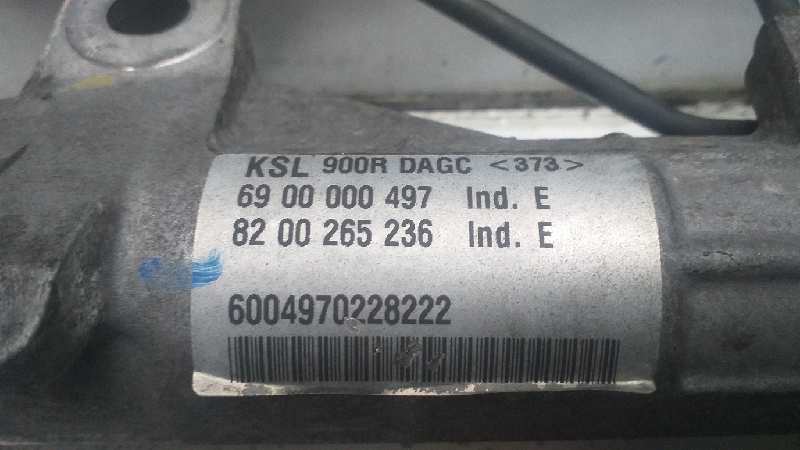 KSL 900R DAGC <373>
69 00 000 497 Ind. E
82 00 265 236 Ind. E
6004970228222